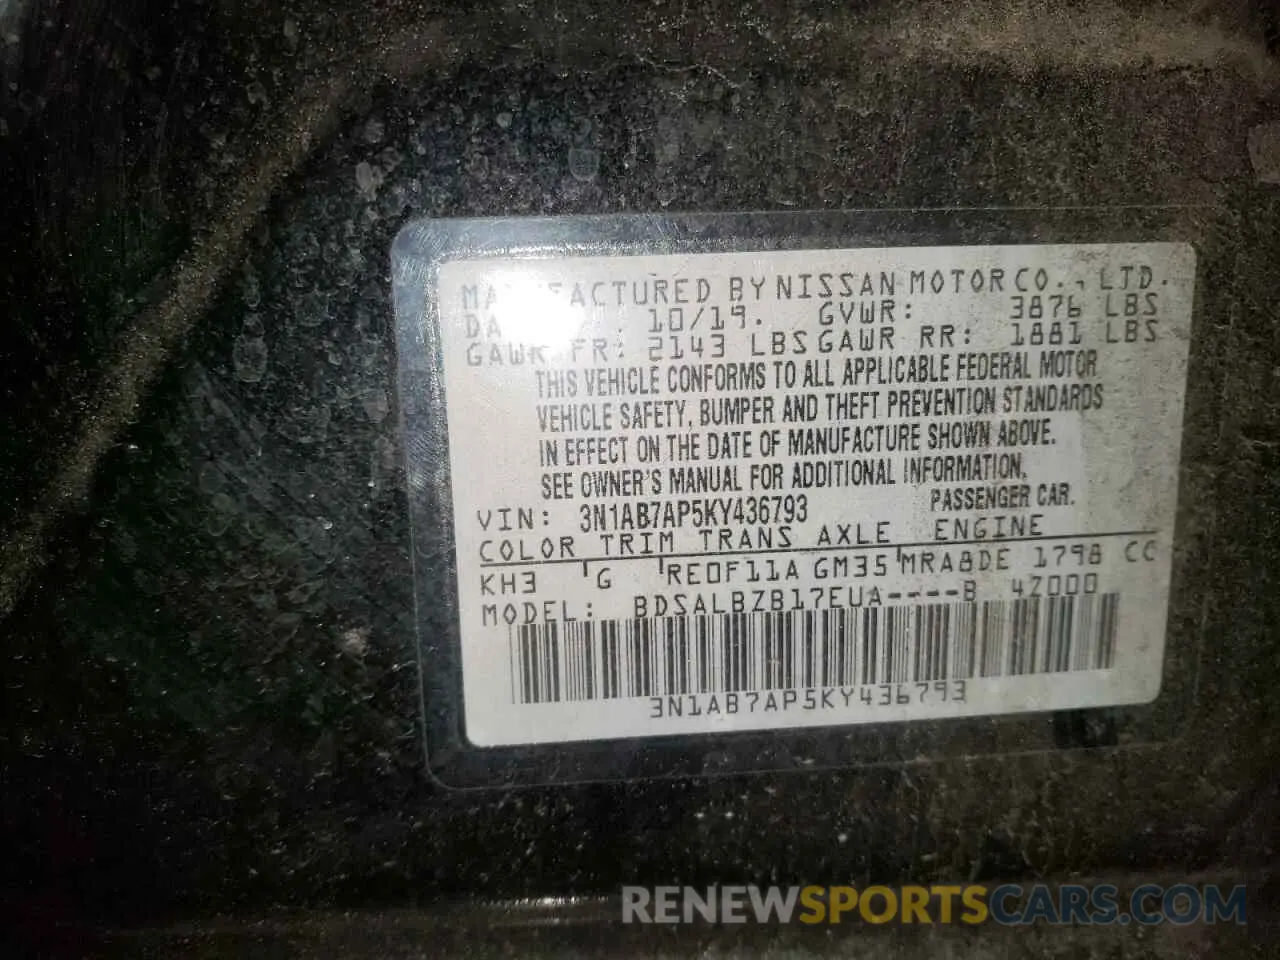 ACTURED BY NISSAN MOTOR CO., LTD.
10/19. GVWR: 3876 LBS
GAWR FR: 2143 LBS GAWR RR: 1881 LBS
THIS VEHICLE CONFORMS TO ALL APPLICABLE FEDERAL MOTOR
VEHICLE SAFETY, BUMPER AND THEFT PREVENTION STANDARDS
IN EFFECT ON THE DATE OF MANUFACTURE SHOWN ABOVE.
SEE OWNER'S MANUAL FOR ADDITIONAL INFORMATION.
VIN: 3N1AB7AP5KY436793 PASSENGER CAR.
COLOR TRIM TRANS AXLE ENGINE
KH3 G RE0F11A GM35 MRA8DE 1798 CC
MODEL: BDSALBZB17EUA----B 4Z000
3N1AB7AP5KY436793
RENEWSPORTSCARS.COM